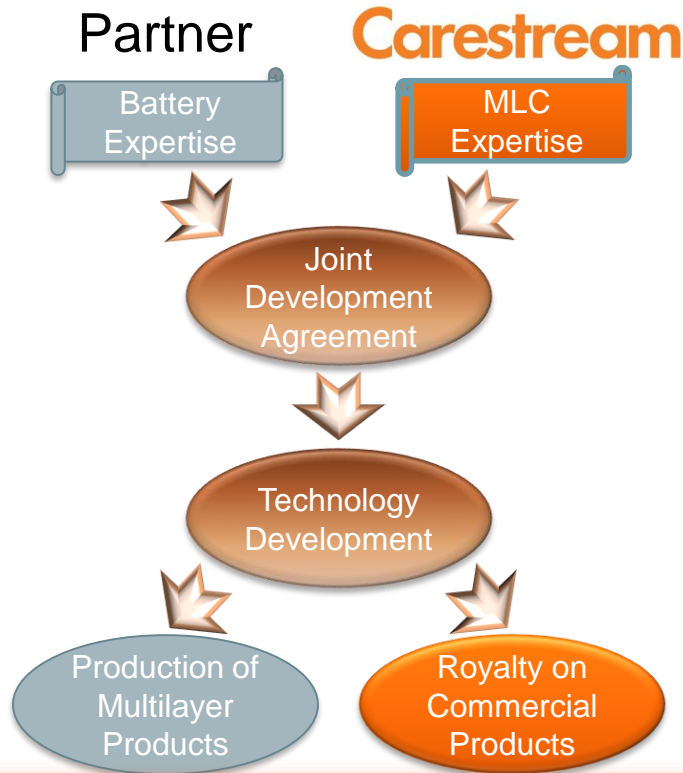 Partner
Carestream
Battery
Expertise
MLC
Expertise
Joint
Development
Agreement
Technology
Development
Production of
Multilayer
Products
Royalty on
Commercial
Products